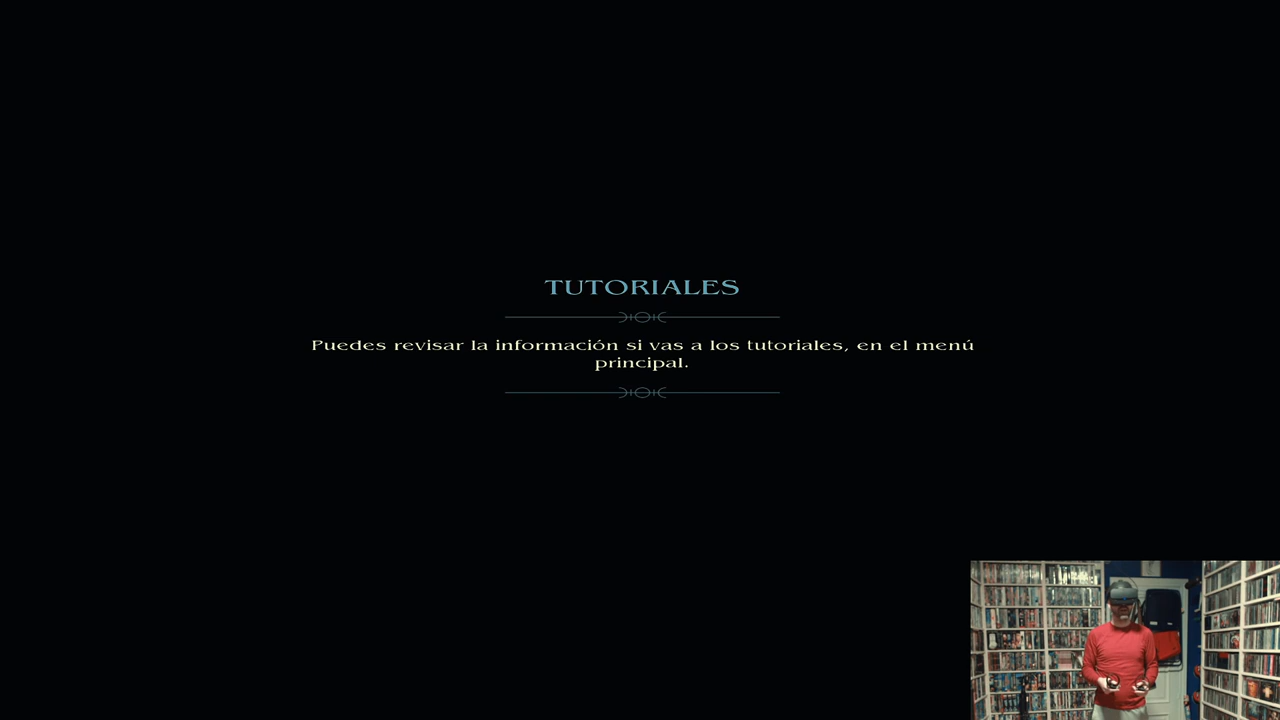 TUTORIALES
Puedes revisar la información si vas a los tutoriales, en el menú
principal.